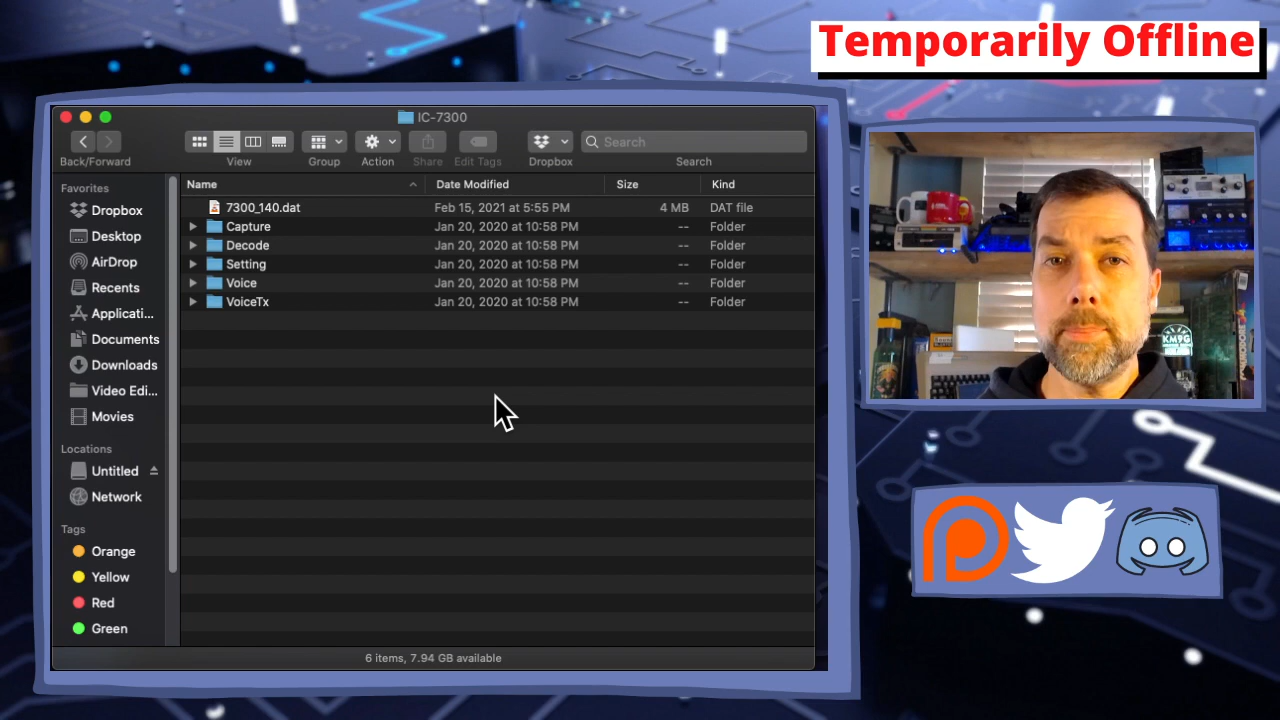 Temporarily Offline
IC-7300
Back/Forward View Group Action Share Edit Tags Dropbox Search
Search
Favorites
Dropbox
Desktop
AirDrop
Recents
Applicati...
Documents
Downloads
Video Edi...
Movies
Locations
Untitled
Network
Tags
Orange
Yellow
Red
Green
Name Date Modified Size Kind
7300_140.dat Feb 15, 2021 at 5:55 PM 4 MB DAT file
Capture Jan 20, 2020 at 10:58 PM -- Folder
Decode Jan 20, 2020 at 10:58 PM -- Folder
Setting Jan 20, 2020 at 10:58 PM -- Folder
Voice Jan 20, 2020 at 10:58 PM -- Folder
VoiceTx Jan 20, 2020 at 10:58 PM -- Folder
6 items, 7.94 GB available
KM9G